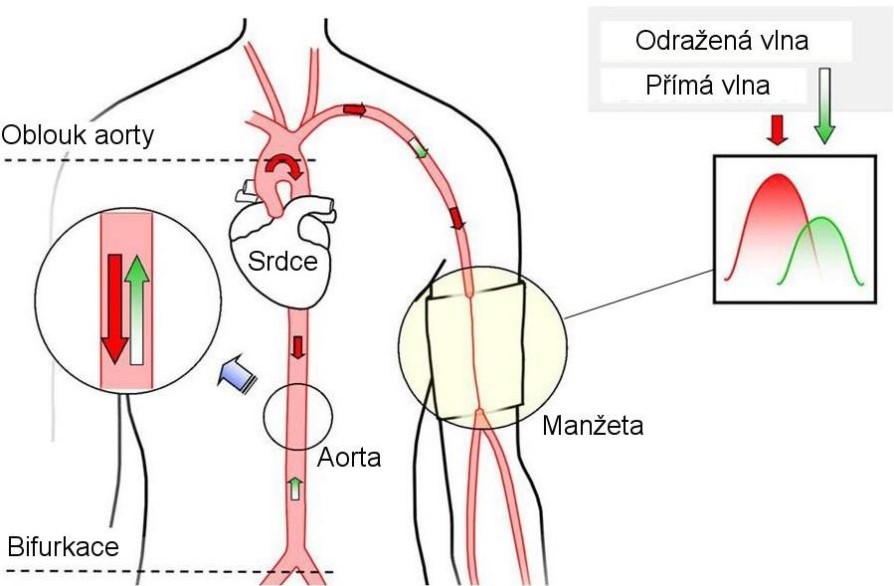 Odražená vlna
Přímá vlna
Oblouk aorty
Srdce
Manžeta
Aorta
Bifurkace